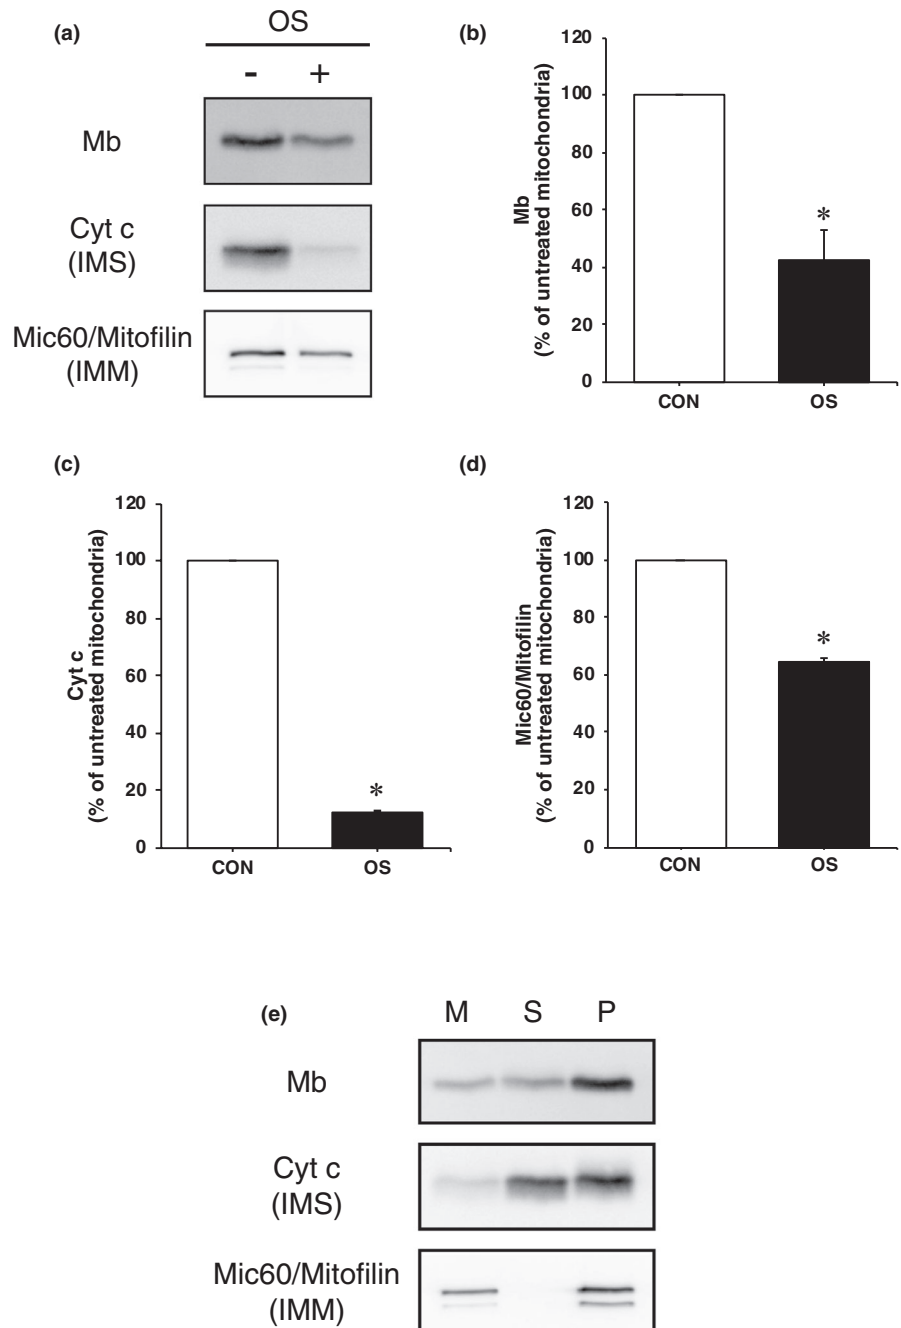 (a)
OS
- +
Mb
Cyt c
(IMS)
Mic60/Mitofilin
(IMM)
(b)
Mb
(% of untreated mitochondria)
120
100
80
60
40
20
0
*
CON OS
(c)
Cyt c
(% of untreated mitochondria)
120
100
80
60
40
20
0
*
CON OS
(d)
Mic60/Mitofilin
(% of untreated mitochondria)
120
100
80
60
40
20
0
*
CON OS
(e)
M S P
Mb
Cyt c
(IMS)
Mic60/Mitofilin
(IMM)